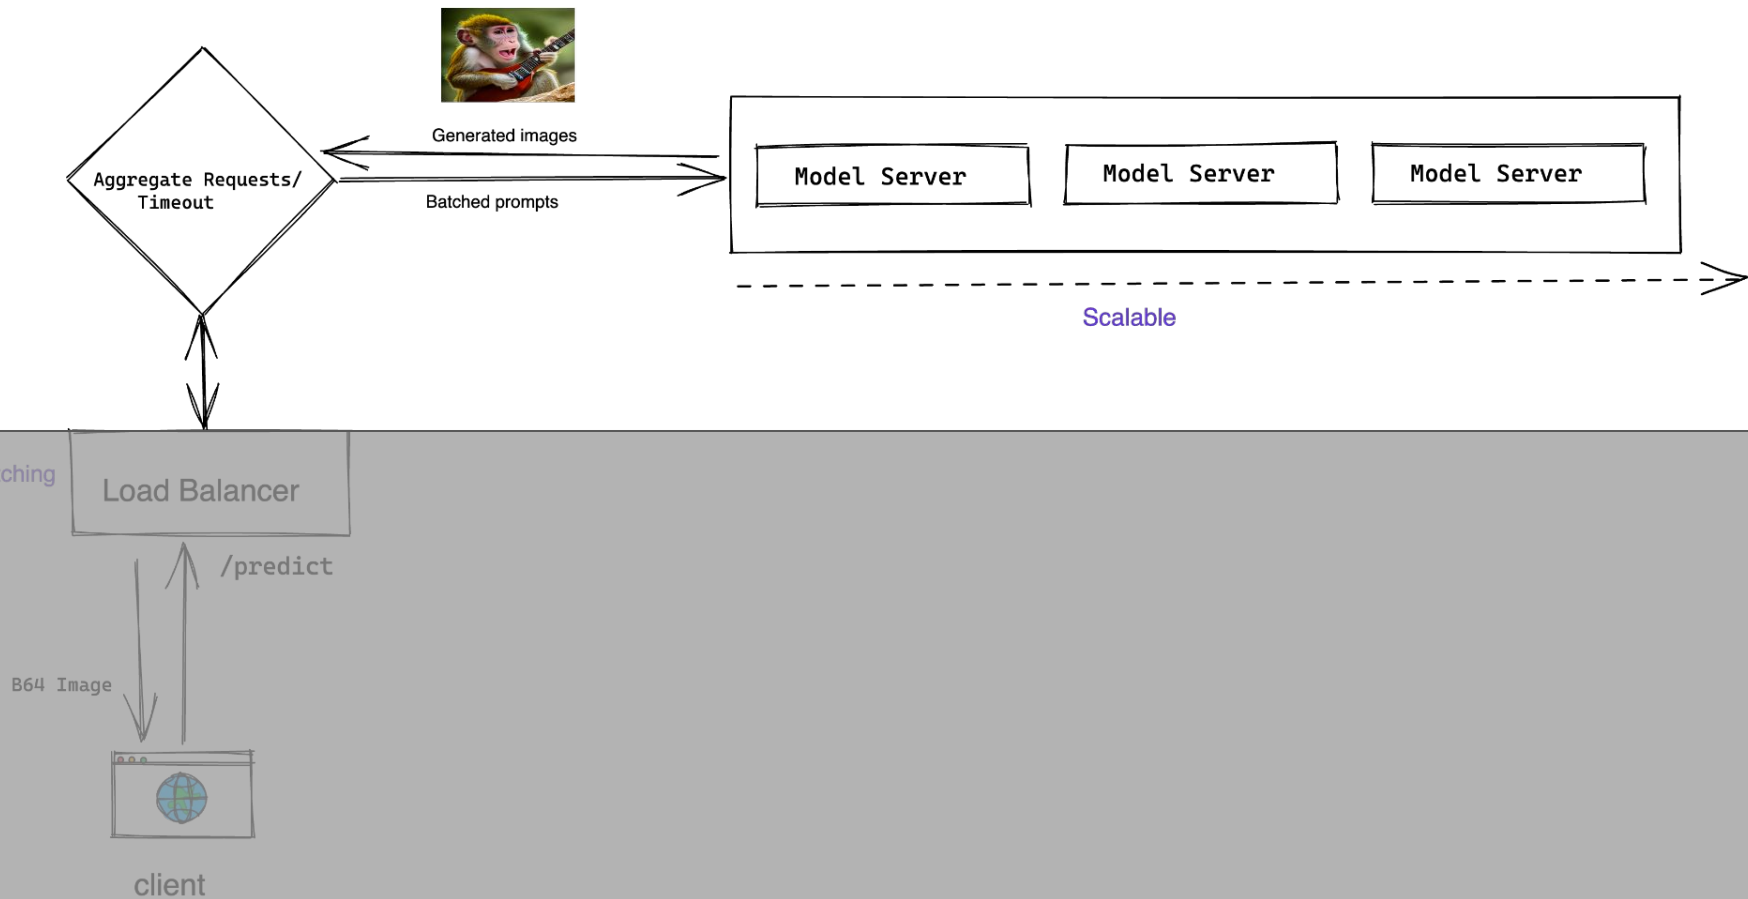 Generated images
Aggregate Requests/
Timeout
Batched prompts
Model Server
Model Server
Model Server
Scalable
ching
Load Balancer
/predict
B64 Image
client